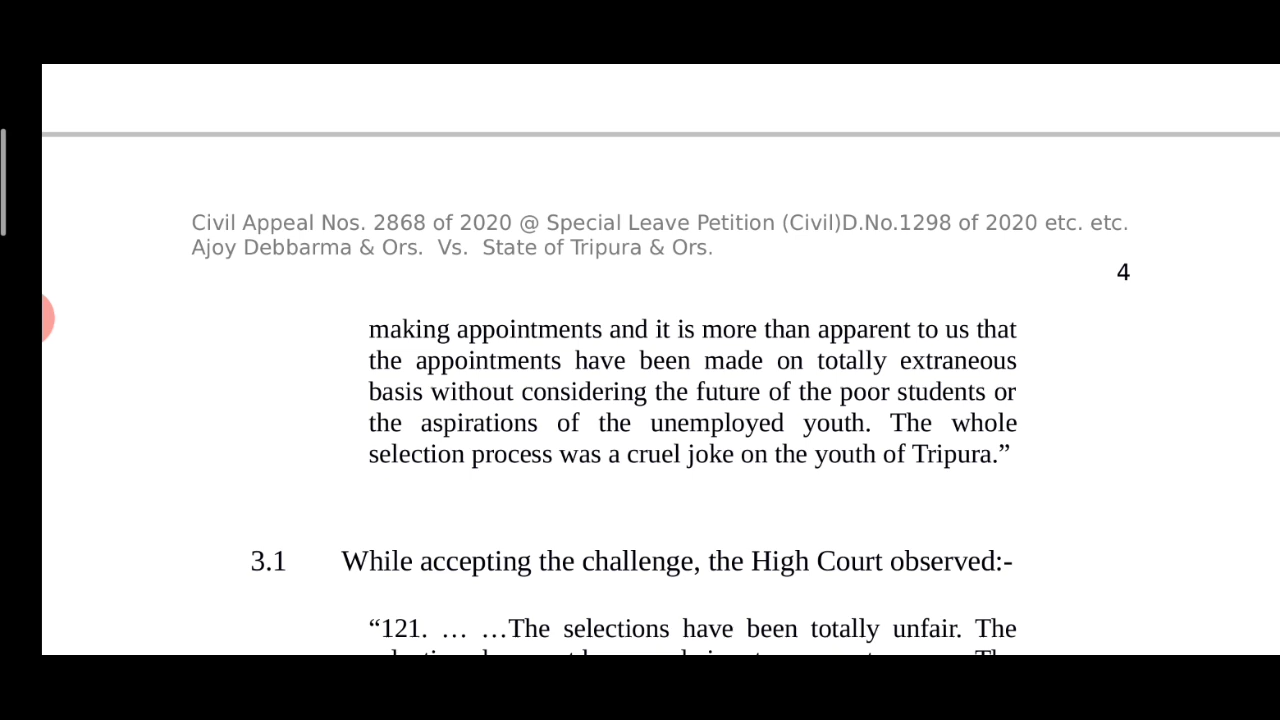 Civil Appeal Nos. 2868 of 2020 @ Special Leave Petition (Civil)D.No.1298 of 2020 etc. etc.
Ajoy Debbarma & Ors.  Vs.  State of Tripura & Ors.
4
making appointments and it is more than apparent to us that
the appointments have been made on totally extraneous
basis without considering the future of the poor students or
the aspirations of the unemployed youth. The whole
selection process was a cruel joke on the youth of Tripura.”
3.1 While accepting the challenge, the High Court observed:-
“121. … …The selections have been totally unfair. The